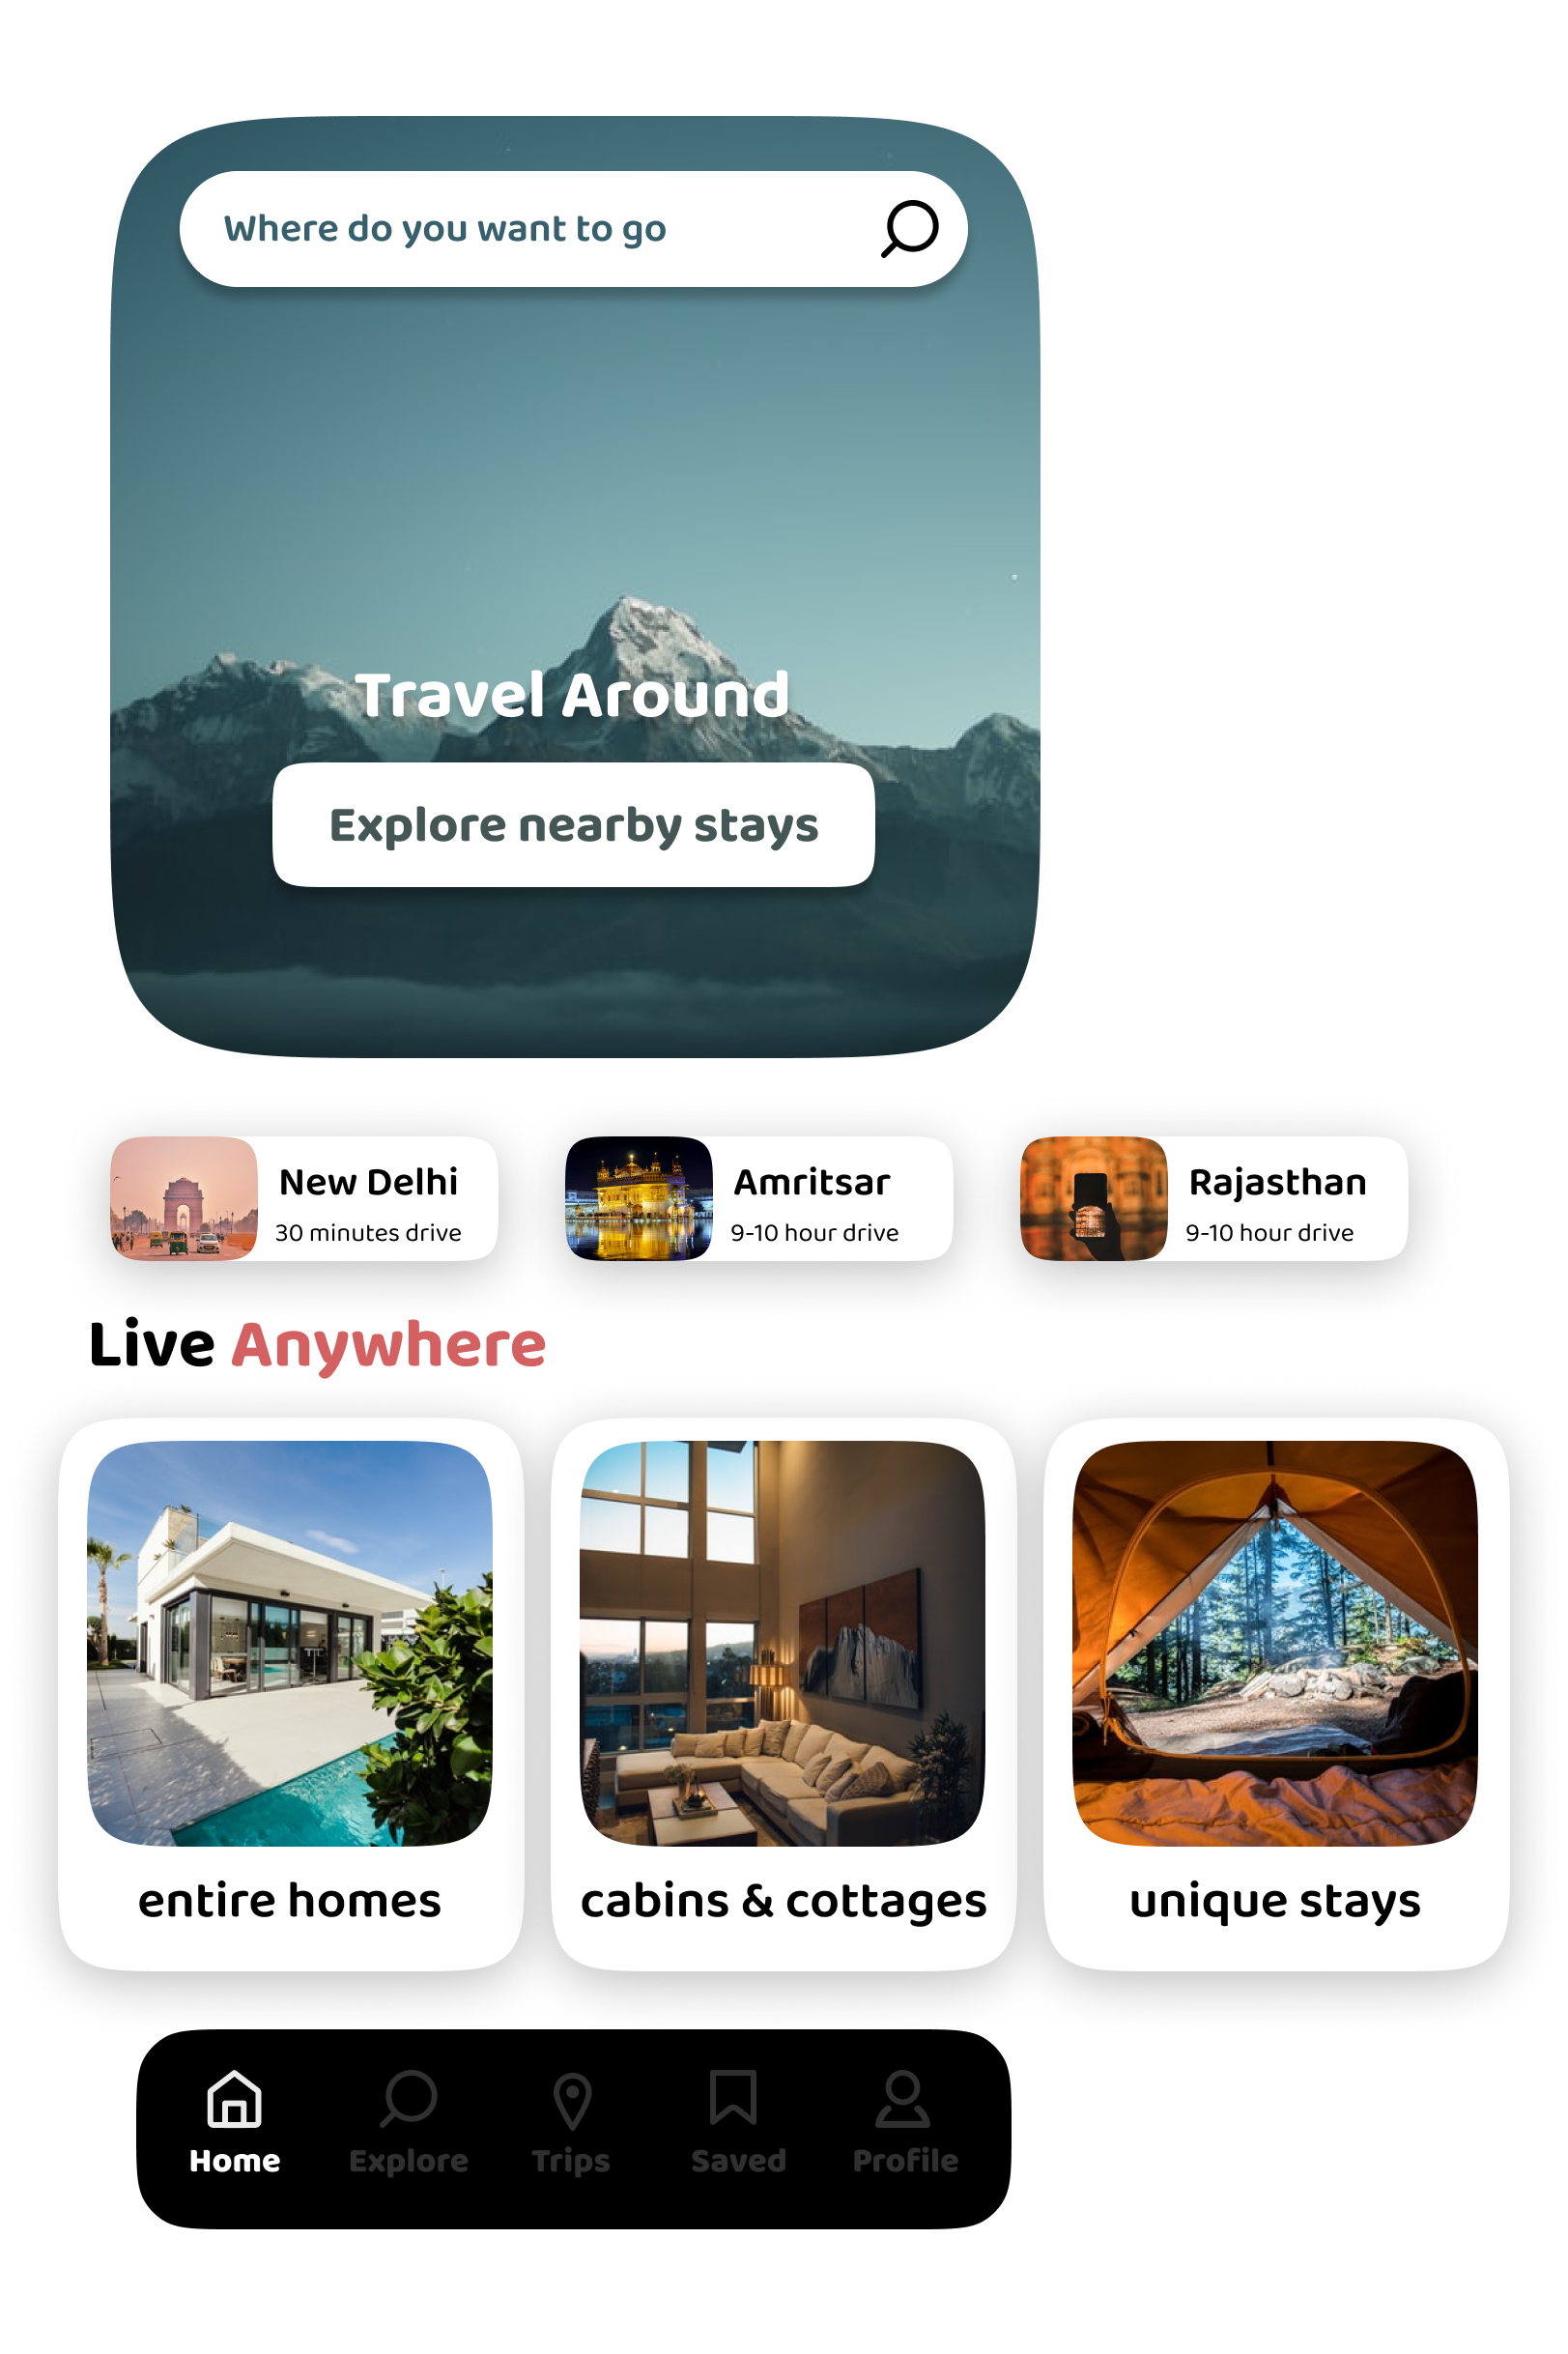 Where do you want to go
Travel Around
Explore nearby stays
New Delhi
30 minutes drive
Amritsar
9-10 hour drive
Rajasthan
9-10 hour drive
Live Anywhere
entire homes
cabins & cottages
unique stays
Home
Explore
Trips
Saved
Profile